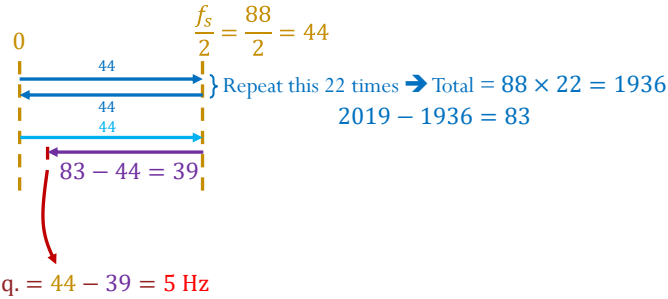 0
f_s/2 = 88/2 = 44
44
44
} Repeat this 22 times ➔ Total = 88 × 22 = 1936
2019 − 1936 = 83
44
83 − 44 = 39
q. = 44 − 39 = 5 Hz